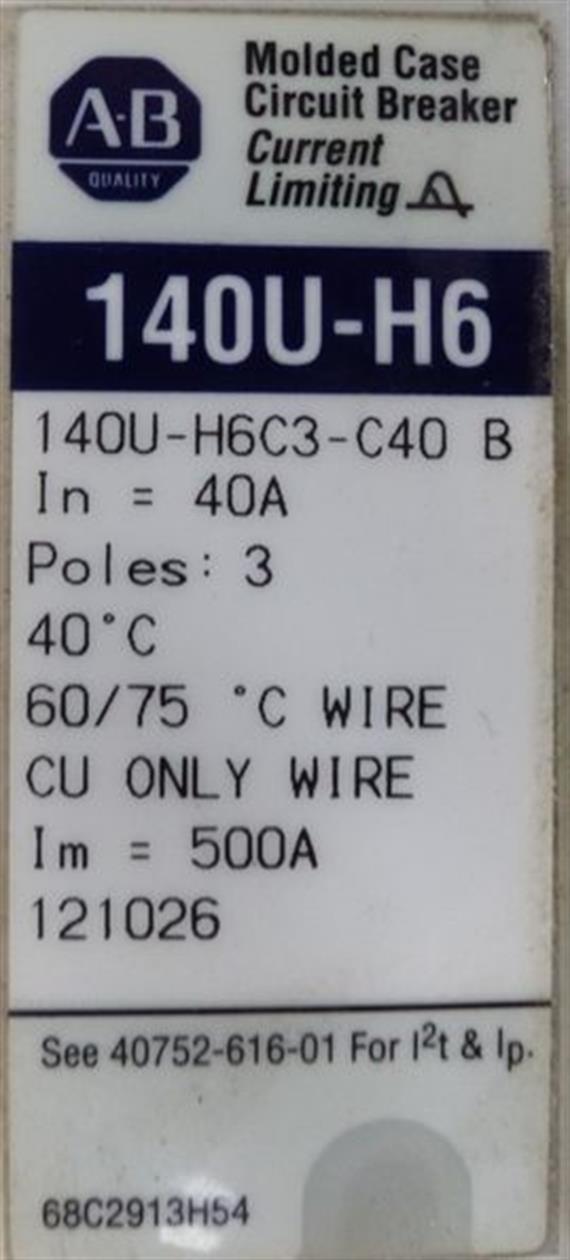 A-B
QUALITY
Molded Case
Circuit Breaker
Current
Limiting
140U-H6
140U-H6C3-C40 B
In = 40A
Poles: 3
40°C
60/75 °C WIRE
CU ONLY WIRE
Im = 500A
121026
See 40752-616-01 For I²t & Ip.
68C2913H54